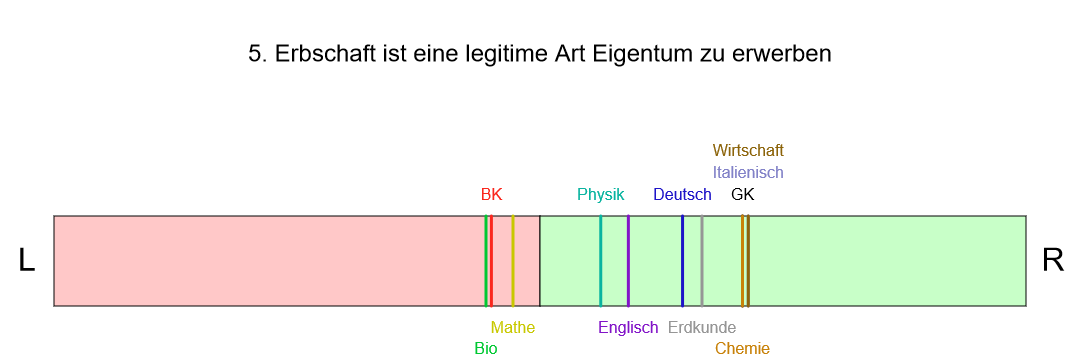 5. Erbschaft ist eine legitime Art Eigentum zu erwerben
Wirtschaft
Italienisch
BK Physik Deutsch GK
L R
Mathe Englisch Erdkunde
Bio Chemie